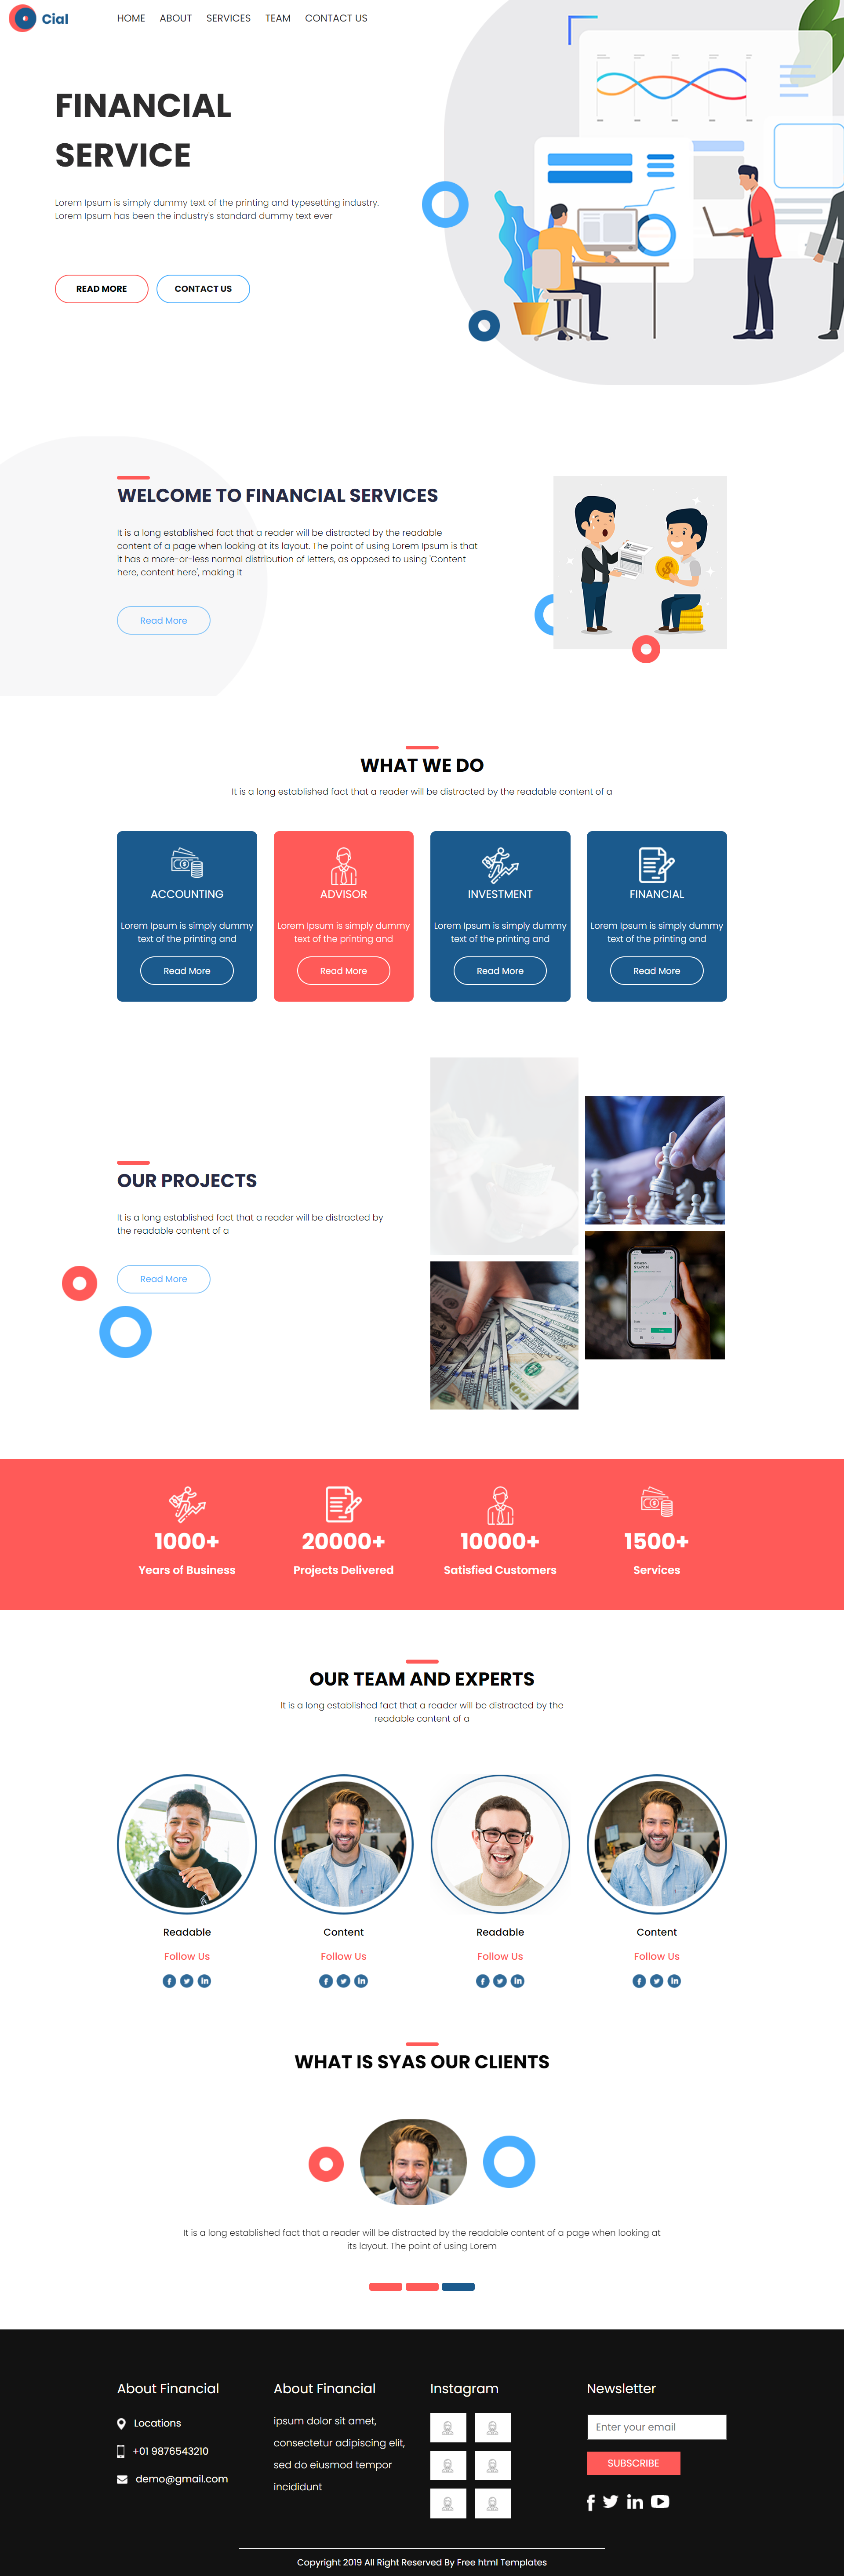 Cial
HOME ABOUT SERVICES TEAM CONTACT US
FINANCIAL
SERVICE
Lorem Ipsum is simply dummy text of the printing and typesetting industry.
Lorem Ipsum has been the industry's standard dummy text ever
READ MORE CONTACT US
WELCOME TO FINANCIAL SERVICES
It is a long established fact that a reader will be distracted by the readable
content of a page when looking at its layout. The point of using Lorem Ipsum is that
it has a more-or-less normal distribution of letters, as opposed to using 'Content
here, content here', making it
Read More
WHAT WE DO
It is a long established fact that a reader will be distracted by the readable content of a
ACCOUNTING
Lorem Ipsum is simply dummy
text of the printing and
Read More
ADVISOR
Lorem Ipsum is simply dummy
text of the printing and
Read More
INVESTMENT
Lorem Ipsum is simply dummy
text of the printing and
Read More
FINANCIAL
Lorem Ipsum is simply dummy
text of the printing and
Read More
OUR PROJECTS
It is a long established fact that a reader will be distracted by
the readable content of a
Read More
1000+
Years of Business
20000+
Projects Delivered
10000+
Satisfied Customers
1500+
Services
OUR TEAM AND EXPERTS
It is a long established fact that a reader will be distracted by the
readable content of a
Readable
Follow Us
Content
Follow Us
Readable
Follow Us
Content
Follow Us
WHAT IS SYAS OUR CLIENTS
It is a long established fact that a reader will be distracted by the readable content of a page when looking at
its layout. The point of using Lorem
About Financial
Locations
+01 9876543210
demo@gmail.com
About Financial
ipsum dolor sit amet,
consectetur adipiscing elit,
sed do eiusmod tempor
incididunt
Instagram
Newsletter
Enter your email
SUBSCRIBE
Copyright 2019 All Right Reserved By Free html Templates